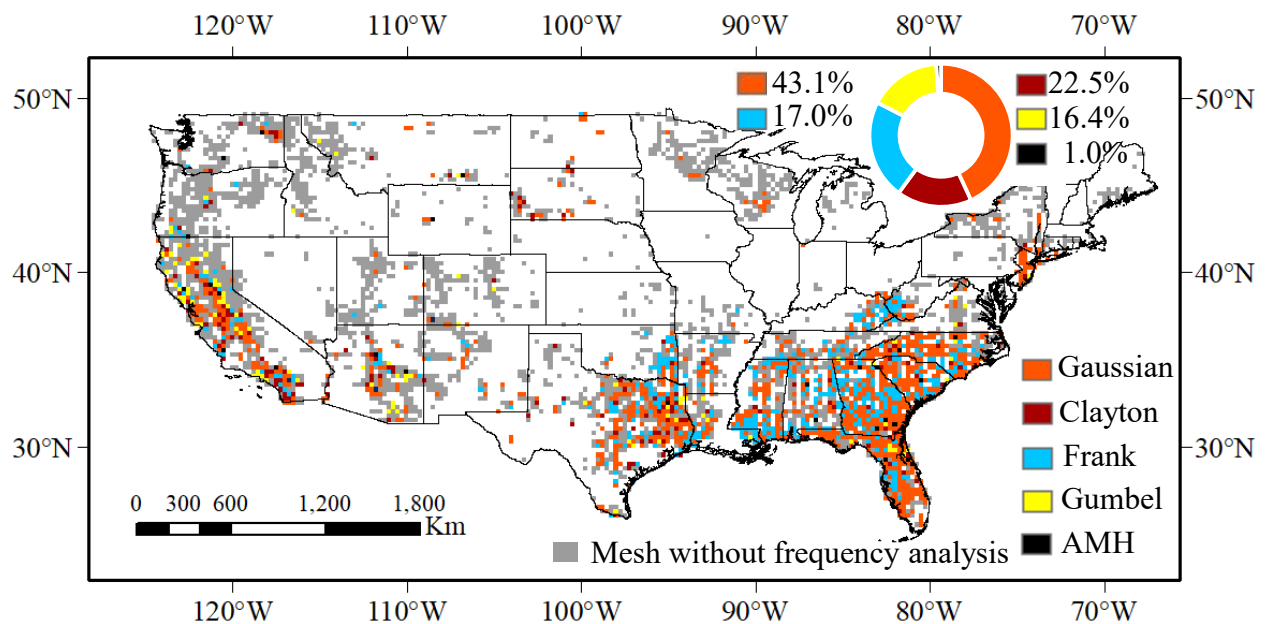 120°W 110°W 100°W 90°W 80°W 70°W
50°N 43.1% 22.5% 50°N
17.0% 16.4%
1.0%
40°N 40°N
Gaussian
Clayton
30°N Frank 30°N
Gumbel
0 300 600 1,200 1,800
Km
AMH
Mesh without frequency analysis
120°W 110°W 100°W 90°W 80°W 70°W